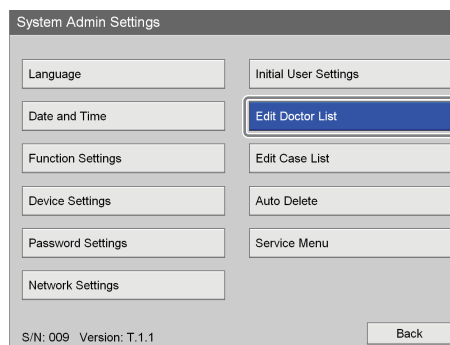 System Admin Settings
Language
Initial User Settings
Date and Time
Edit Doctor List
Function Settings
Edit Case List
Device Settings
Auto Delete
Password Settings
Service Menu
Network Settings
S/N: 009 Version: T.1.1
Back